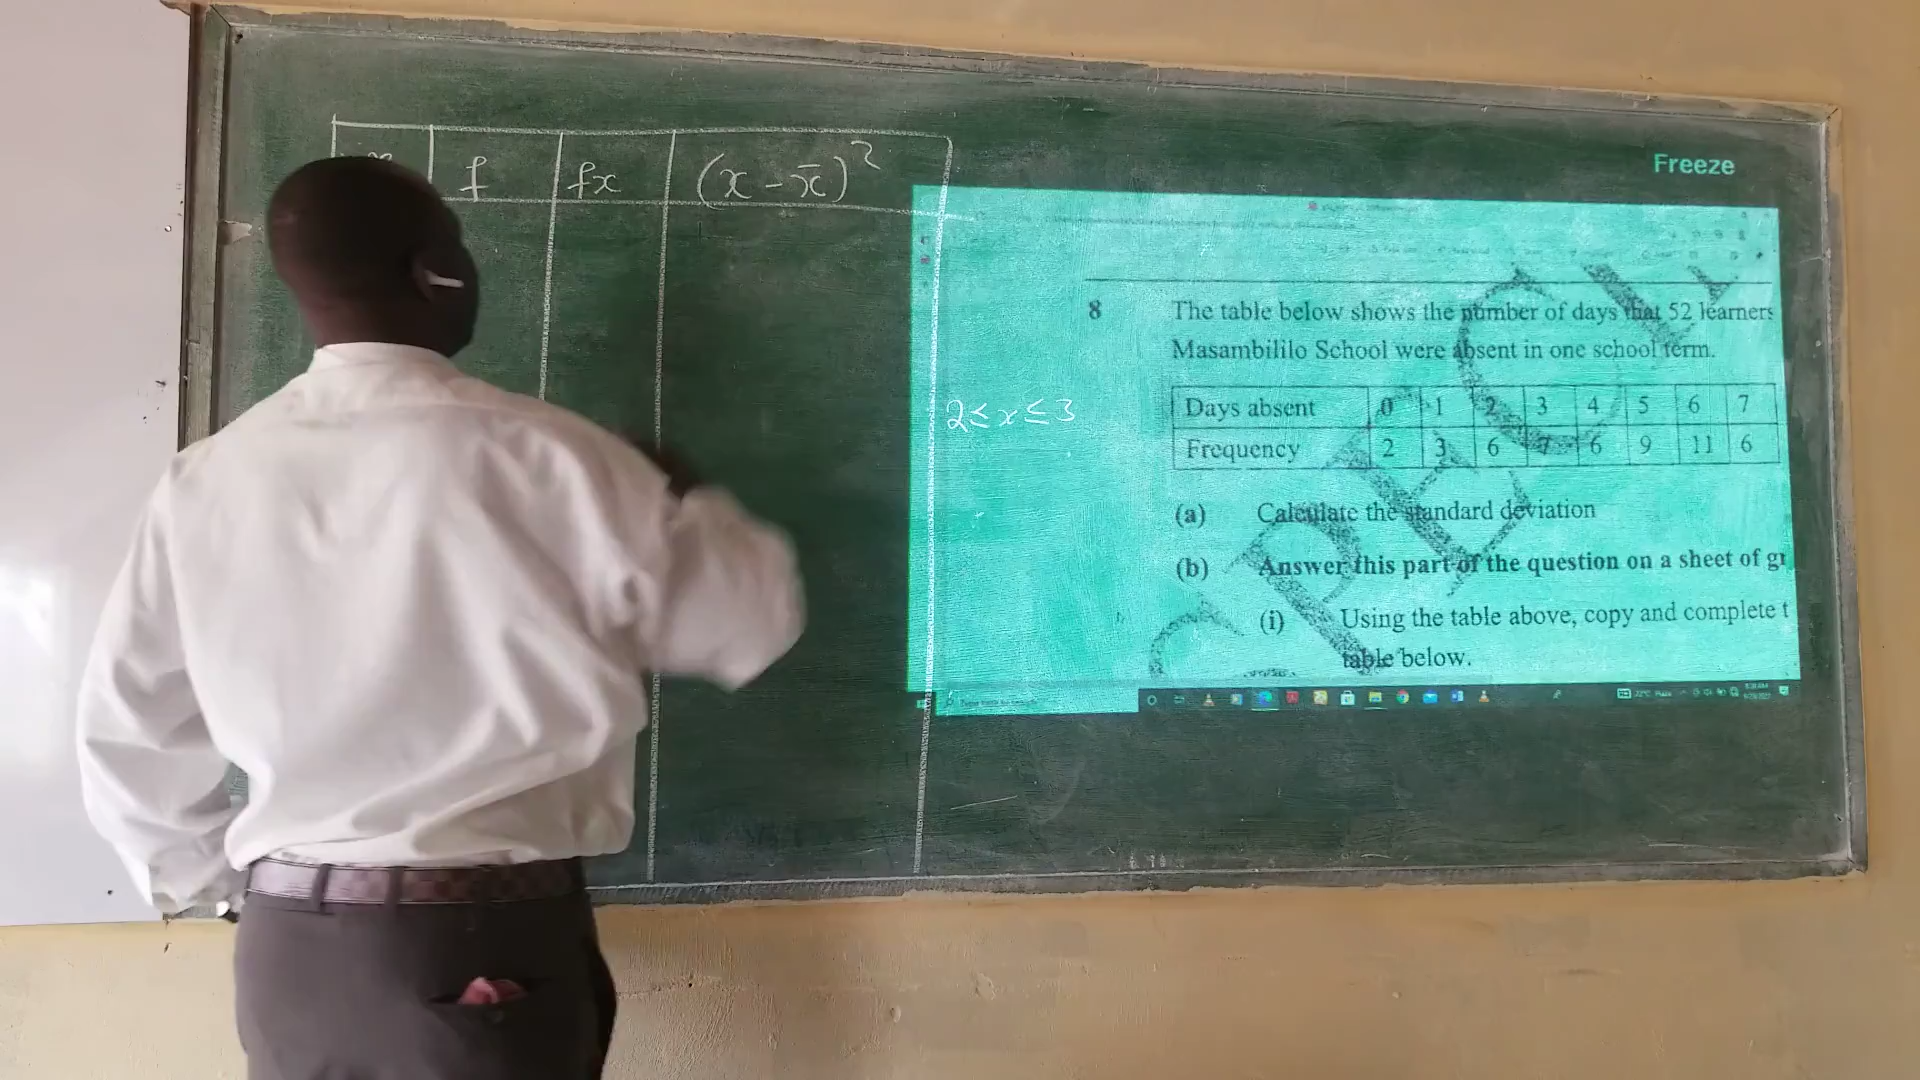 f fx (x - x̄)²
Freeze
8 The table below shows the number of days that 52 learners
Masambililo School were absent in one school term.
2 ≤ x ≤ 3
Days absent 0 1 2 3 4 5 6 7
Frequency 2 3 6 7 6 9 11 6
(a) Calculate the standard deviation
(b) Answer this part of the question on a sheet of gr
(i) Using the table above, copy and complete t
table below.